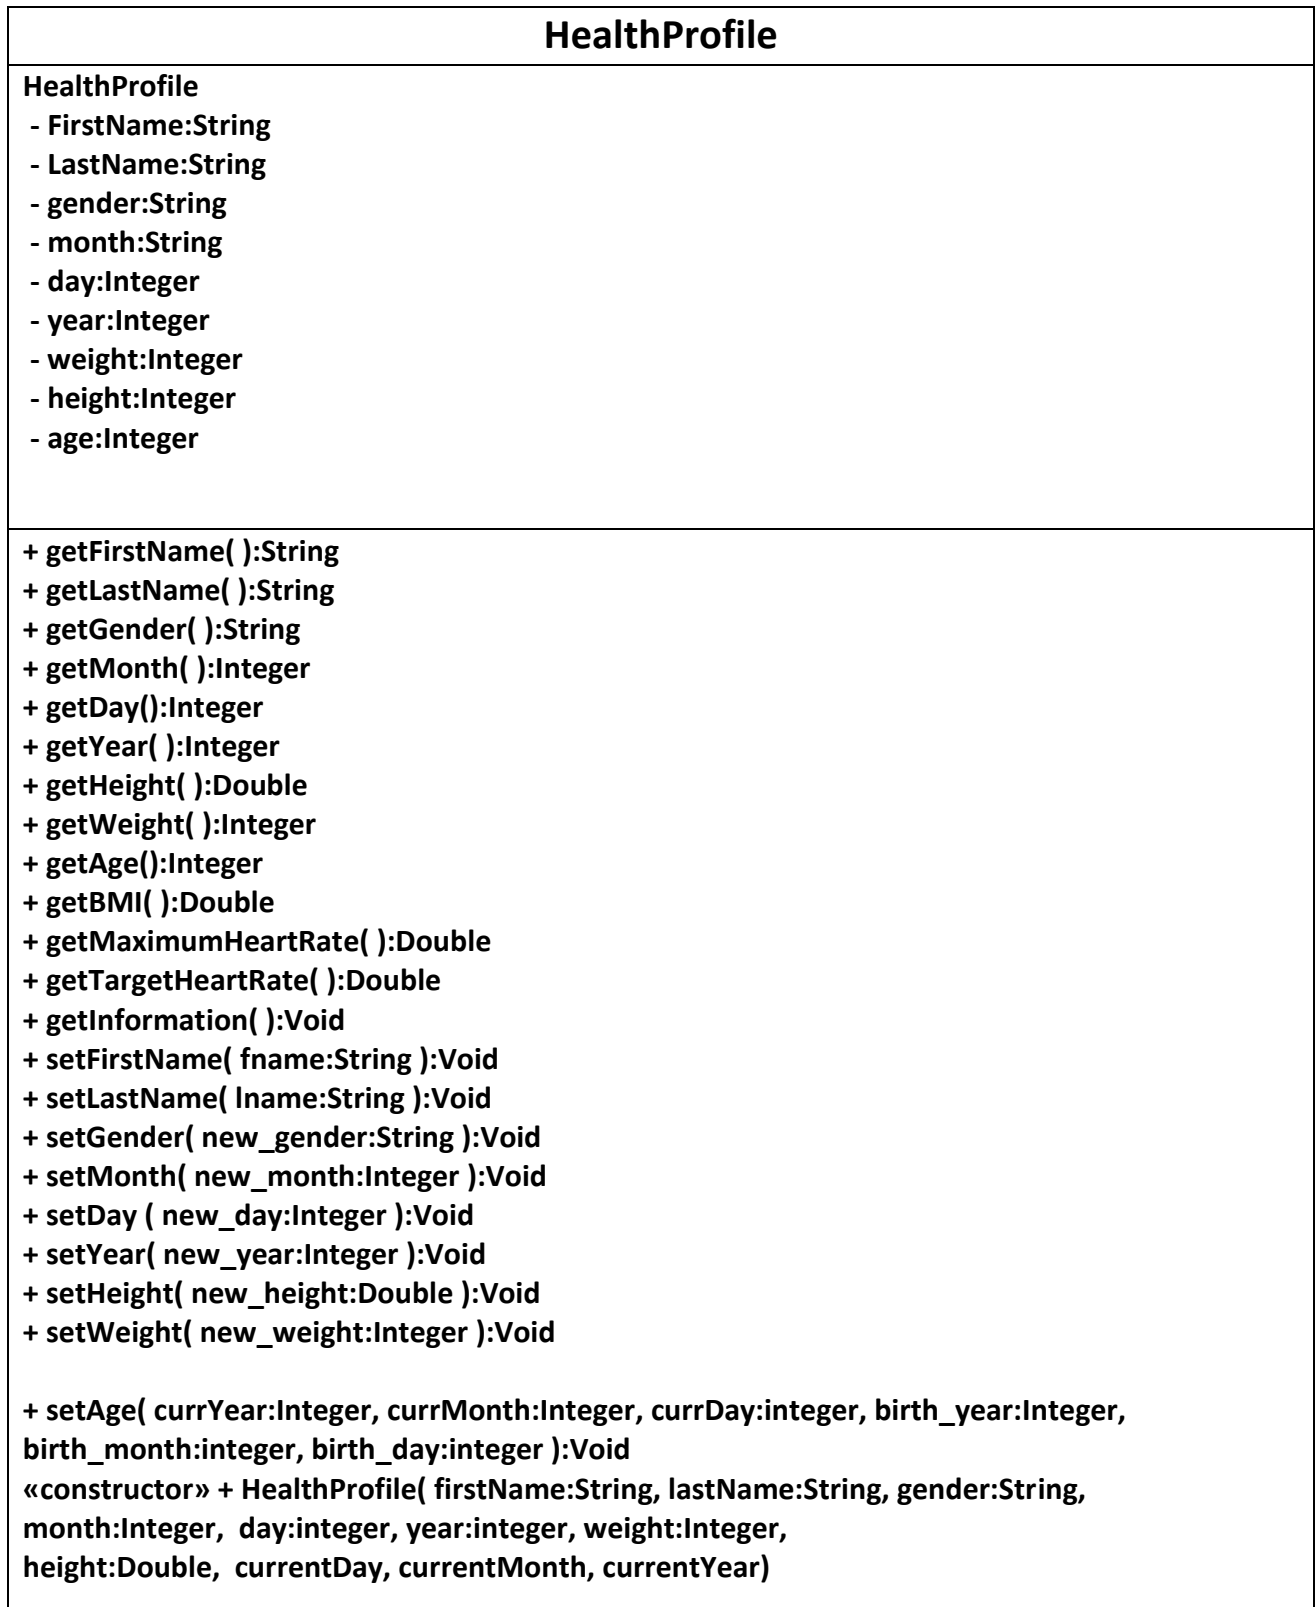 HealthProfile
HealthProfile
- FirstName:String
- LastName:String
- gender:String
- month:String
- day:Integer
- year:Integer
- weight:Integer
- height:Integer
- age:Integer
+ getFirstName( ):String
+ getLastName( ):String
+ getGender( ):String
+ getMonth( ):Integer
+ getDay():Integer
+ getYear( ):Integer
+ getHeight( ):Double
+ getWeight( ):Integer
+ getAge():Integer
+ getBMI( ):Double
+ getMaximumHeartRate( ):Double
+ getTargetHeartRate( ):Double
+ getInformation( ):Void
+ setFirstName( fname:String ):Void
+ setLastName( lname:String ):Void
+ setGender( new_gender:String ):Void
+ setMonth( new_month:Integer ):Void
+ setDay ( new_day:Integer ):Void
+ setYear( new_year:Integer ):Void
+ setHeight( new_height:Double ):Void
+ setWeight( new_weight:Integer ):Void
+ setAge( currYear:Integer, currMonth:Integer, currDay:integer, birth_year:Integer,
birth_month:integer, birth_day:integer ):Void
«constructor» + HealthProfile( firstName:String, lastName:String, gender:String,
month:Integer,  day:integer, year:integer, weight:Integer,
height:Double,  currentDay, currentMonth, currentYear)